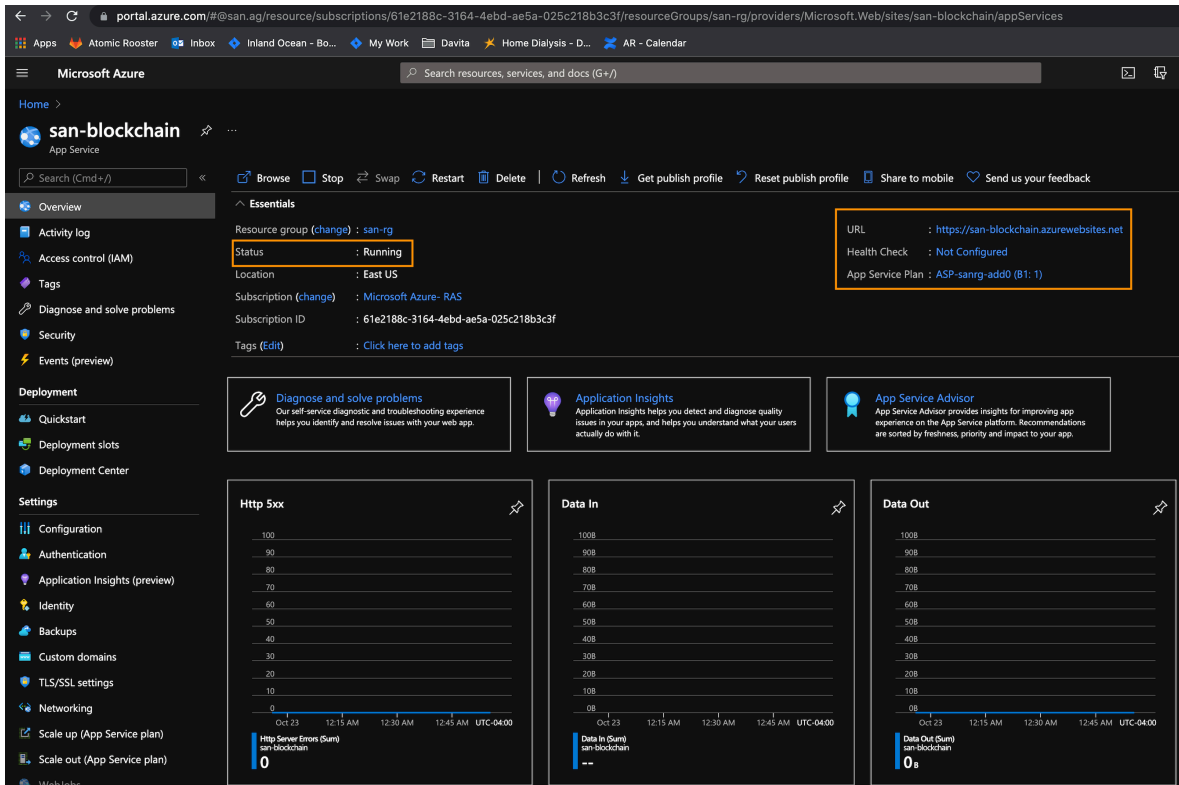 portal.azure.com/#@san.ag/resource/subscriptions/61e2188c-3164-4ebd-ae5a-025c218b3c3f/resourceGroups/san-rg/providers/Microsoft.Web/sites/san-blockchain/appServices
Apps Atomic Rooster Inbox Inland Ocean - Bo... My Work Davita Home Dialysis - D... AR - Calendar
Microsoft Azure
Search resources, services, and docs (G+/)
Home >
san-blockchain ...
App Service
Search (Cmd+/) «
Browse Stop Swap Restart Delete | Refresh Get publish profile Reset publish profile Share to mobile Send us your feedback
Overview
Activity log
Access control (IAM)
Tags
Diagnose and solve problems
Security
Events (preview)
Deployment
Quickstart
Deployment slots
Deployment Center
Settings
Configuration
Authentication
Application Insights (preview)
Identity
Backups
Custom domains
TLS/SSL settings
Networking
Scale up (App Service plan)
Scale out (App Service plan)
WebJobs
Essentials
Resource group (change) : san-rg
Status : Running
Location : East US
Subscription (change) : Microsoft Azure- RAS
Subscription ID : 61e2188c-3164-4ebd-ae5a-025c218b3c3f
Tags (Edit) : Click here to add tags
URL : https://san-blockchain.azurewebsites.net
Health Check : Not Configured
App Service Plan : ASP-sanrg-add0 (B1: 1)
Diagnose and solve problems
Our self-service diagnostic and troubleshooting experience
helps you identify and resolve issues with your web app.
Application Insights
Application Insights helps you detect and diagnose quality
issues in your apps, and helps you understand what your users
actually do with it.
App Service Advisor
App Service Advisor provides insights for improving app
experience on the App Service platform. Recommendations
are sorted by freshness, priority and impact to your app.
Http 5xx
100
90
80
70
60
50
40
30
20
10
0
Oct 23 12:15 AM 12:30 AM 12:45 AM UTC-04:00
Http Server Errors (Sum)
san-blockchain
0
Data In
100B
90B
80B
70B
60B
50B
40B
30B
20B
10B
0B
Oct 23 12:15 AM 12:30 AM 12:45 AM UTC-04:00
Data In (Sum)
san-blockchain
--
Data Out
100B
90B
80B
70B
60B
50B
40B
30B
20B
10B
0B
Oct 23 12:15 AM 12:30 AM 12:45 AM UTC-04:00
Data Out (Sum)
san-blockchain
0 B